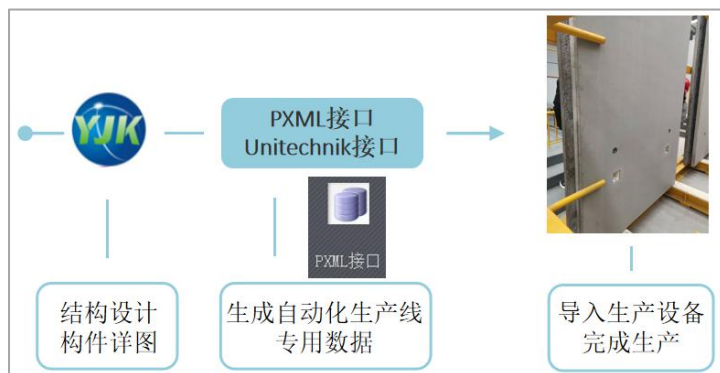 YJK
PXML接口
Unitechnik接口
PXML接口
结构设计
构件详图
生成自动化生产线
专用数据
导入生产设备
完成生产